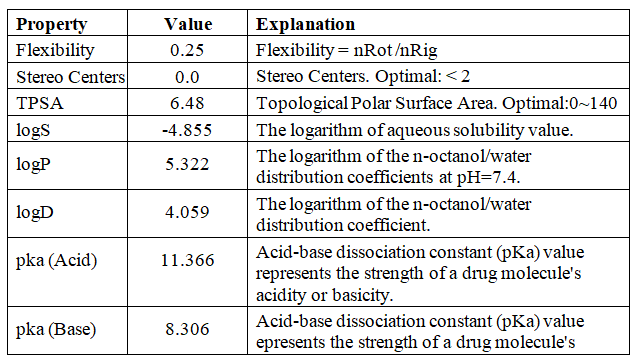 Property Value Explanation
Flexibility 0.25 Flexibility = nRot /nRig
Stereo Centers 0.0 Stereo Centers. Optimal: < 2
TPSA 6.48 Topological Polar Surface Area. Optimal:0~140
logS -4.855 The logarithm of aqueous solubility value.
logP 5.322 The logarithm of the n-octanol/water
distribution coefficients at pH=7.4.
logD 4.059 The logarithm of the n-octanol/water
distribution coefficient.
pka (Acid) 11.366 Acid-base dissociation constant (pKa) value
represents the strength of a drug molecule's
acidity or basicity.
pka (Base) 8.306 Acid-base dissociation constant (pKa) value
epresents the strength of a drug molecule's